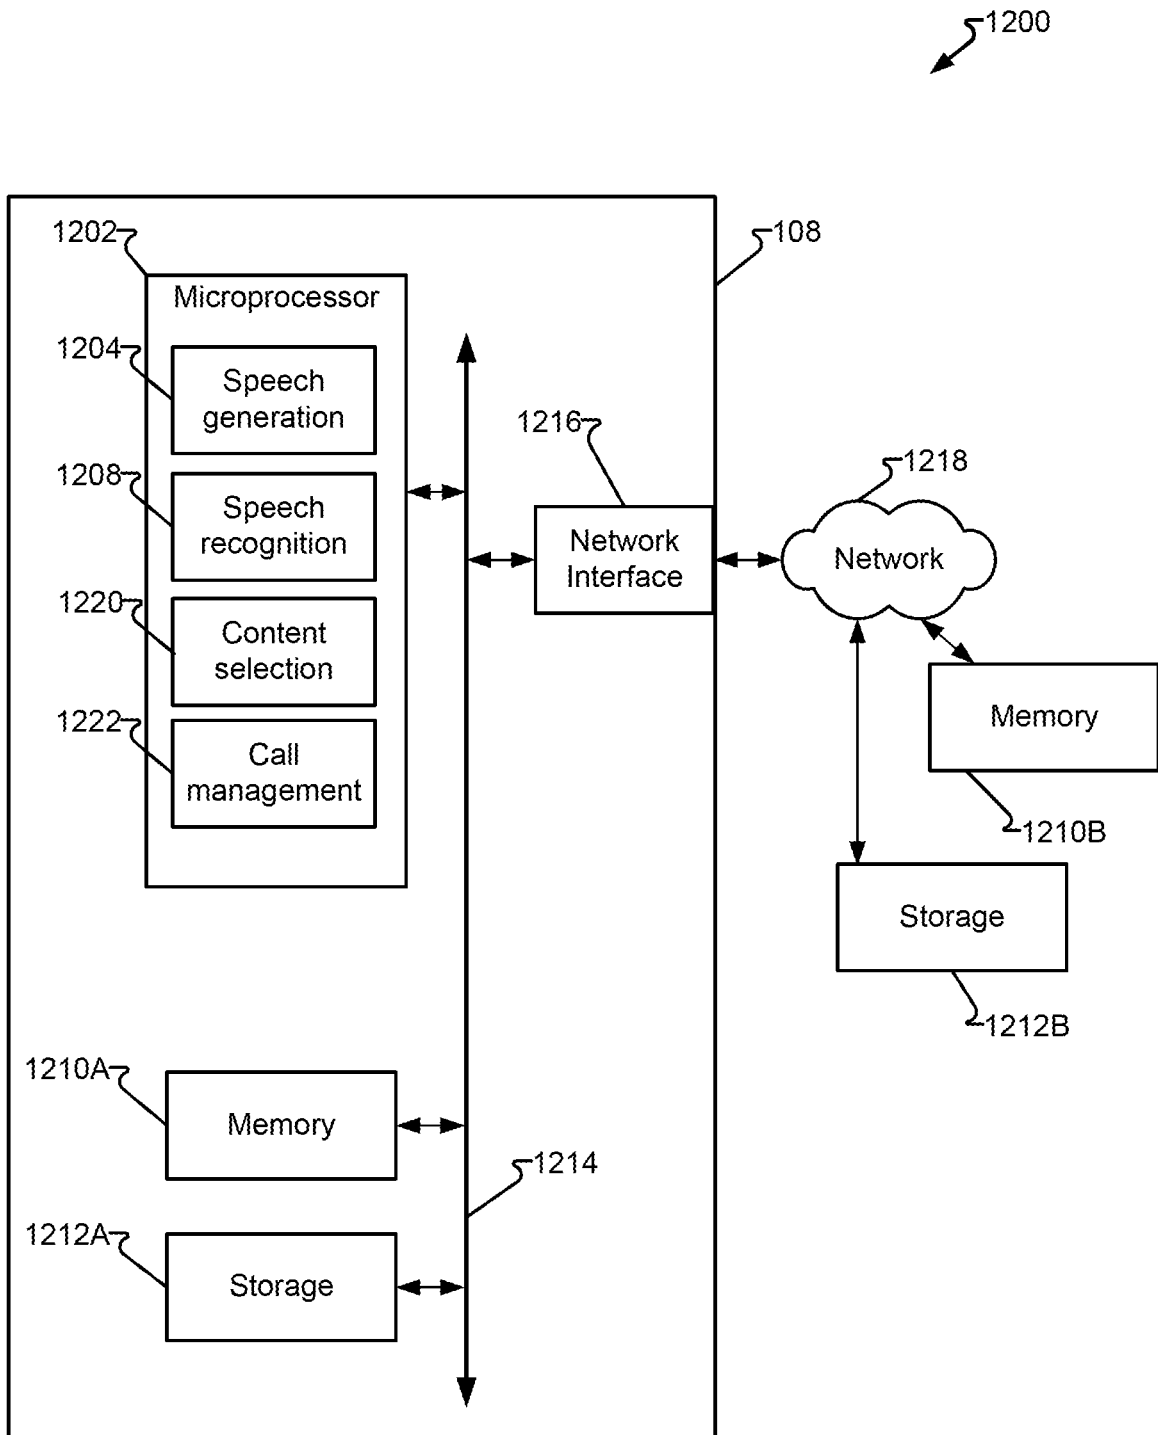 1200
1202
108
Microprocessor
1204
Speech
generation
1216
1208
Speech
recognition
1218
Network
Interface
Network
1220
Content
selection
1222
Call
management
Memory
1210B
Storage
1212B
1210A
Memory
1214
1212A
Storage